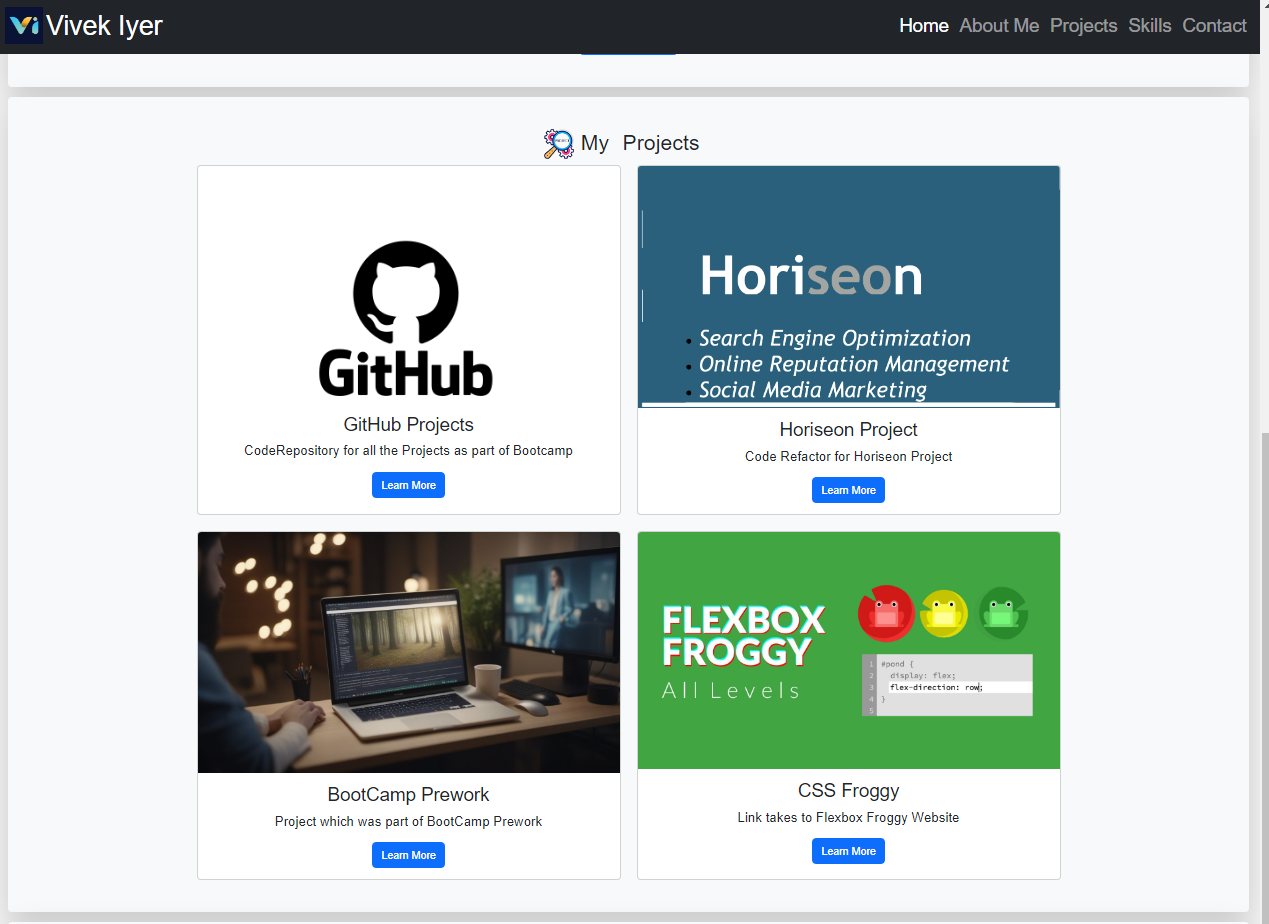 Vi Vivek Iyer
Home About Me Projects Skills Contact
My Projects
GitHub
GitHub Projects
CodeRepository for all the Projects as part of Bootcamp
Learn More
Horiseon
Search Engine Optimization
Online Reputation Management
Social Media Marketing
Horiseon Project
Code Refactor for Horiseon Project
Learn More
BootCamp Prework
Project which was part of BootCamp Prework
Learn More
FLEXBOX
FROGGY
All Levels
1 #pond {
2 display: flex;
3 flex-direction: row;
4 }
5
CSS Froggy
Link takes to Flexbox Froggy Website
Learn More